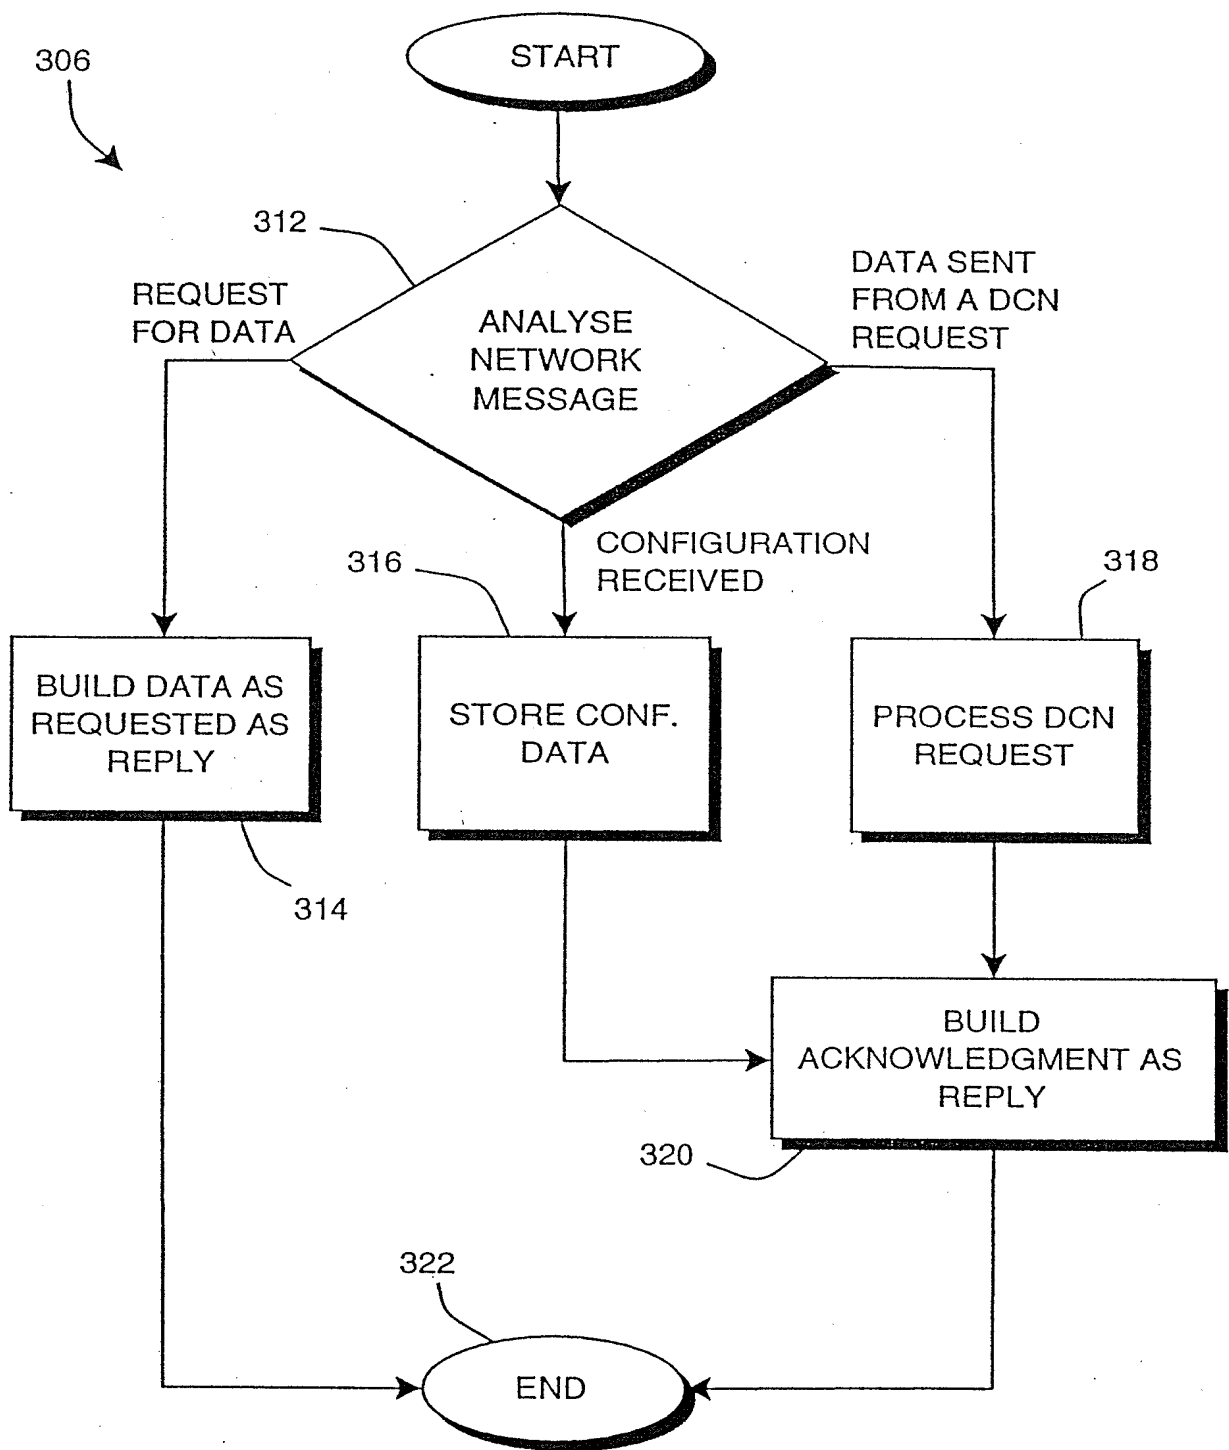 START
306
312
REQUEST
FOR DATA
ANALYSE
NETWORK
MESSAGE
DATA SENT
FROM A DCN
REQUEST
CONFIGURATION
RECEIVED
316
318
BUILD DATA AS
REQUESTED AS
REPLY
STORE CONF.
DATA
PROCESS DCN
REQUEST
314
BUILD
ACKNOWLEDGMENT AS
REPLY
320
322
END